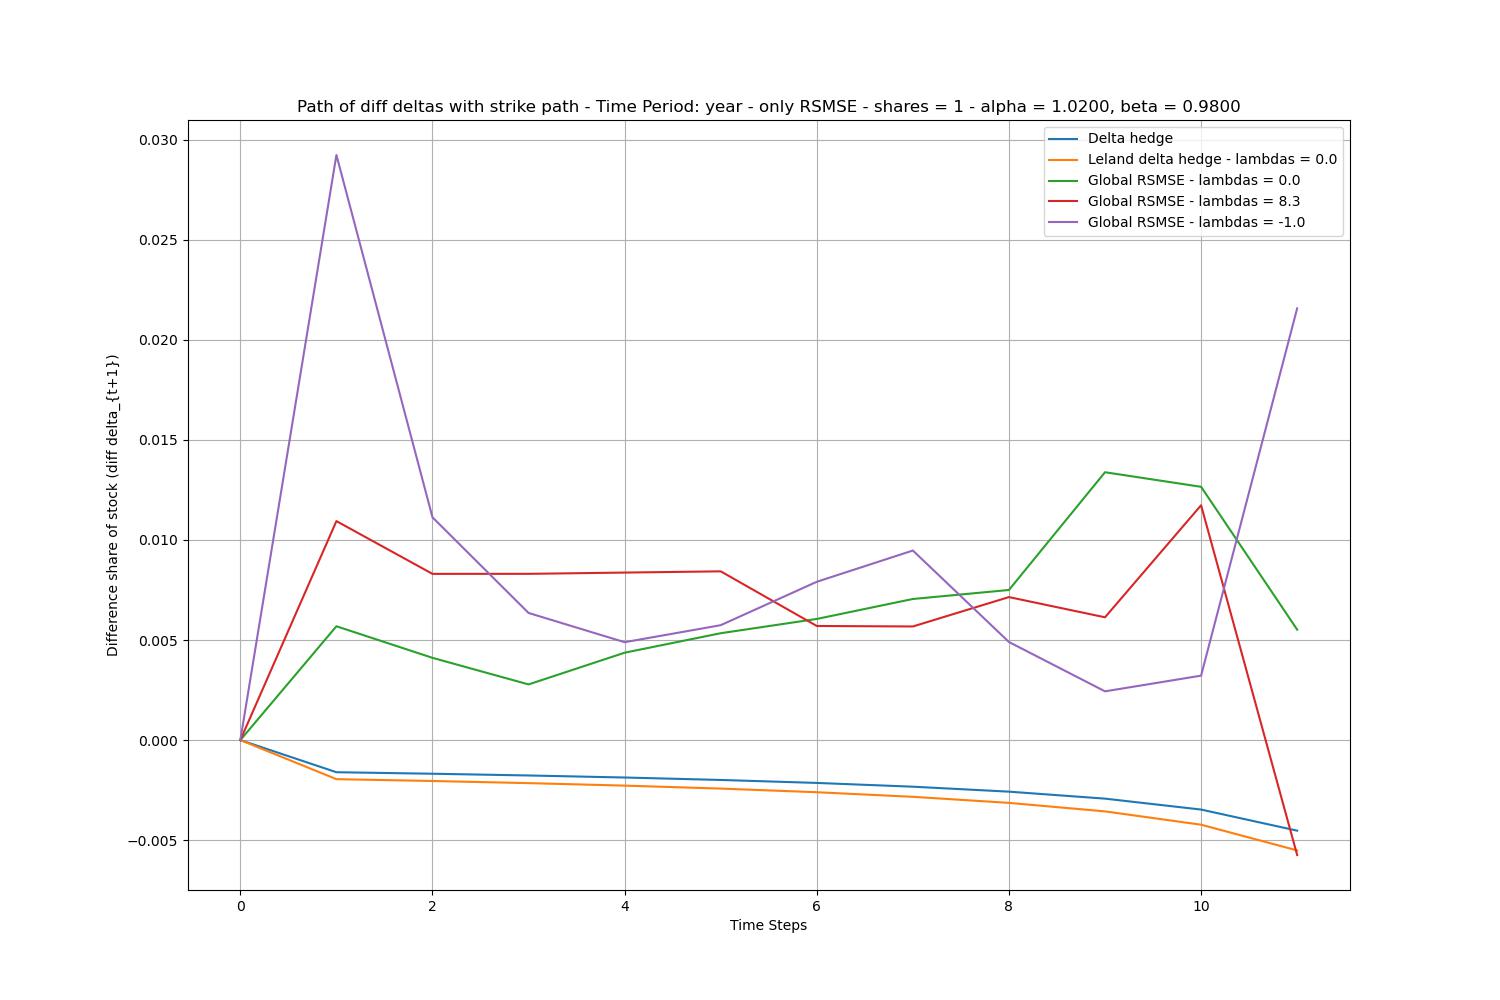 Path of diff deltas with strike path - Time Period: year - only RSMSE - shares = 1 - alpha = 1.0200, beta = 0.9800
Delta hedge
Leland delta hedge - lambdas = 0.0
Global RSMSE - lambdas = 0.0
Global RSMSE - lambdas = 8.3
Global RSMSE - lambdas = -1.0
Difference share of stock (diff delta_{t+1})
0.030
0.025
0.020
0.015
0.010
0.005
0.000
−0.005
0 2 4 6 8 10
Time Steps